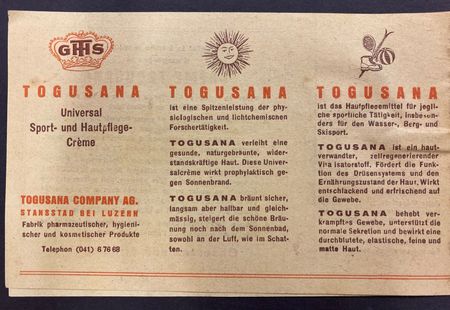 GHS
TOGUSANA
Universal
Sport- und Hautpflege-
Crème
TOGUSANA COMPANY AG.
STANSSTAD BEI LUZERN
Fabrik pharmazeutischer, hygieni-
scher und kosmetischer Produkte
Telephon (041) 6 76 68
TOGUSANA
ist eine Spitzenleistung der phy-
siologischen und lichtchemischen
Forschertätigkeit.
TOGUSANA verleiht eine
gesunde, naturgebräunte, wider-
standskräftige Haut. Diese Univer-
salcrème wirkt prophylaktisch ge-
gen Sonnenbrand.
TOGUSANA bräunt sicher,
langsam aber haltbar und gleich-
mässig, steigert die schöne Bräu-
nung noch nach dem Sonnenbad,
sowohl an der Luft, wie im Schat-
ten.
TOGUSANA
ist das Hautpflegemittel für jegli-
che sportliche Tätigkeit, insbeson-
ders für den Wasser-, Berg- und
Skisport.
TOGUSANA ist ein haut-
verwandter, zellregenerierender
Vitalisatorstoff. Fördert die Funk-
tion des Drüsensystems und den
Ernährungszustand der Haut. Wirkt
entschlackend und erfrischend auf
die Gewebe.
TOGUSANA behebt ver-
krampftes Gewebe, unterstützt die
normale Sekretion und bewirkt eine
durchblutete, elastische, feine und
matte Haut.